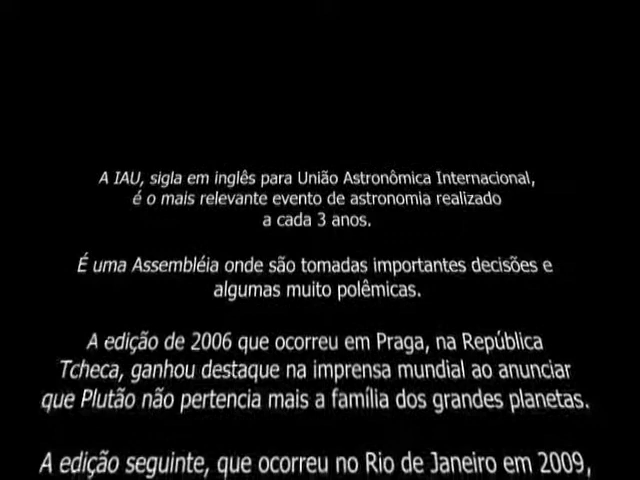 A IAU, sigla em inglês para União Astronômica Internacional,
é o mais relevante evento de astronomia realizado
a cada 3 anos.
É uma Assembléia onde são tomadas importantes decisões e
algumas muito polêmicas.
A edição de 2006 que ocorreu em Praga, na República
Tcheca, ganhou destaque na imprensa mundial ao anunciar
que Plutão não pertencia mais a família dos grandes planetas.
A edição seguinte, que ocorreu no Rio de Janeiro em 2009,